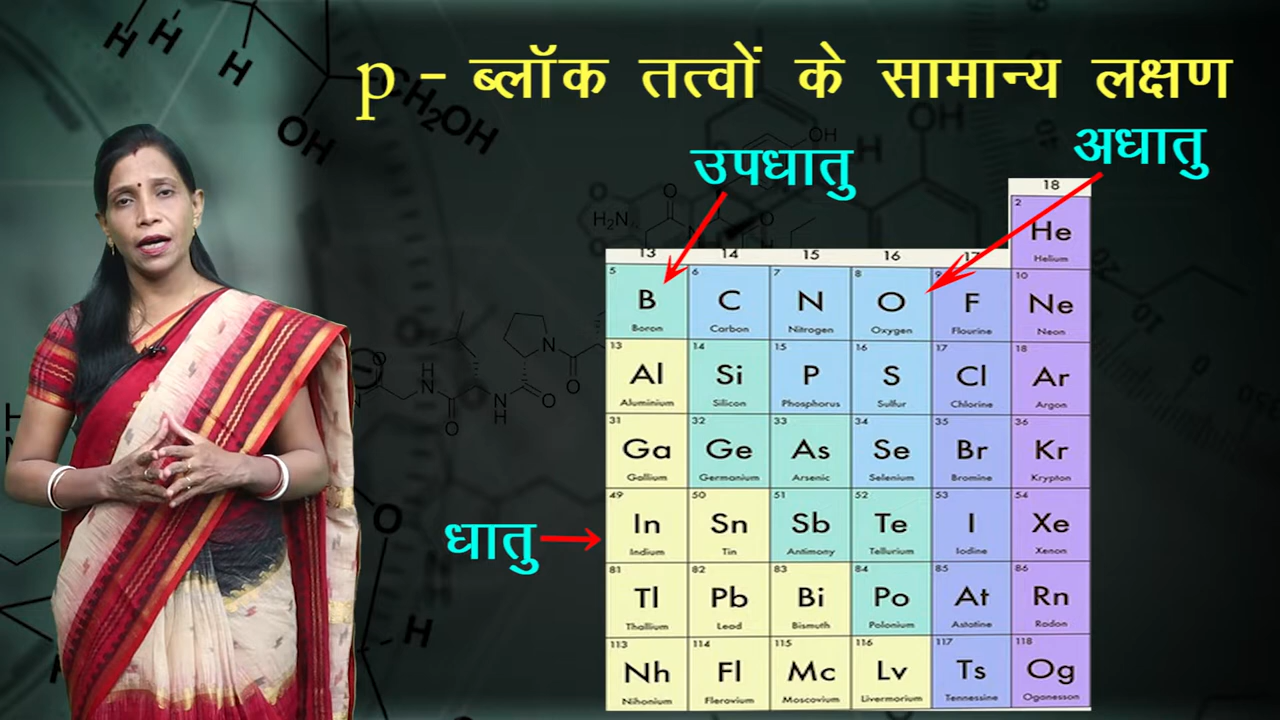 p - ब्लॉक तत्वों के सामान्य लक्षण
उपधातु
अधातु
धातु
18
2
He
Helium
13 14 15 16 17
5 6 7 8 9 10
B C N O F Ne
Boron Carbon Nitrogen Oxygen Flourine Neon
13 14 15 16 17 18
Al Si P S Cl Ar
Aluminium Silicon Phosphorus Sulfur Chlorine Argon
31 32 33 34 35 36
Ga Ge As Se Br Kr
Gallium Germanium Arsenic Selenium Bromine Krypton
49 50 51 52 53 54
In Sn Sb Te I Xe
Indium Tin Antimony Tellurium Iodine Xenon
81 82 83 84 85 86
Tl Pb Bi Po At Rn
Thallium Lead Bismuth Polonium Astatine Radon
113 114 115 116 117 118
Nh Fl Mc Lv Ts Og
Nihonium Flerovium Moscovium Livermorium Tennessine Oganesson
H H
H
CH₂OH
OH
OH
OH
H
O
H₂N
O
O
N
O
H
N
O
NH
O
O
H